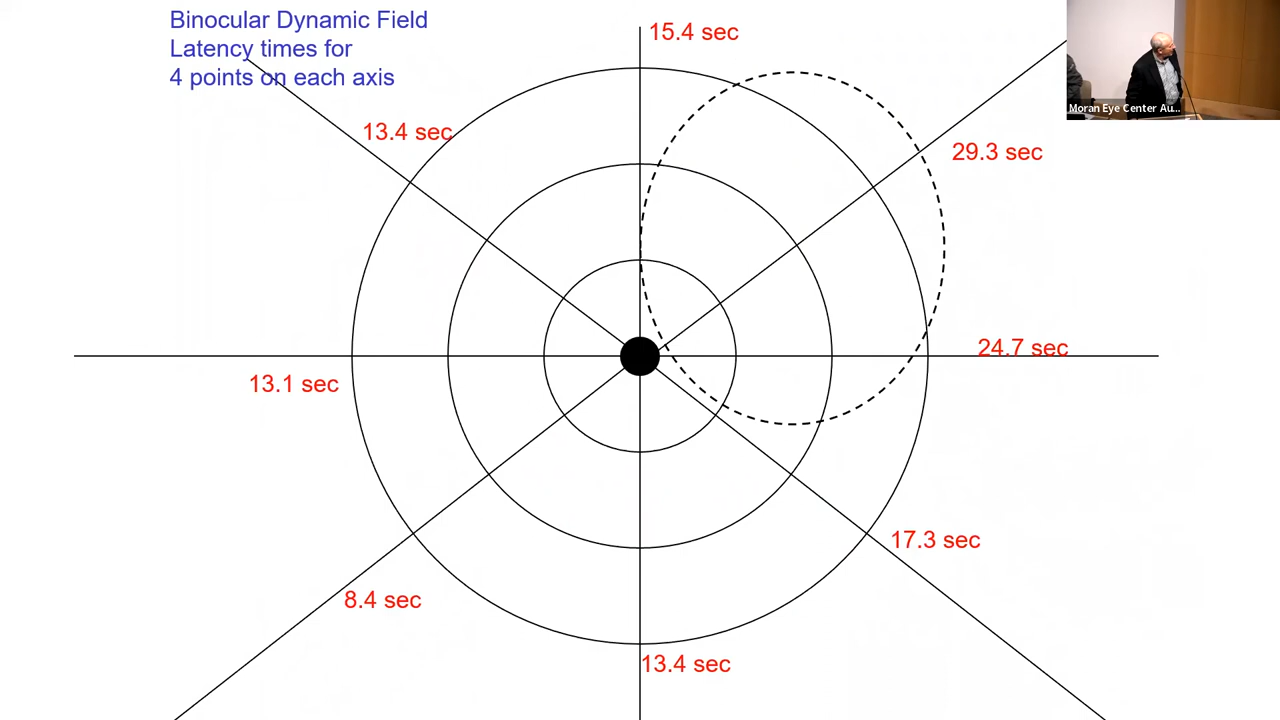 Binocular Dynamic Field
Latency times for
4 points on each axis
15.4 sec
Moran Eye Center Au...
13.4 sec
29.3 sec
24.7 sec
13.1 sec
17.3 sec
8.4 sec
13.4 sec